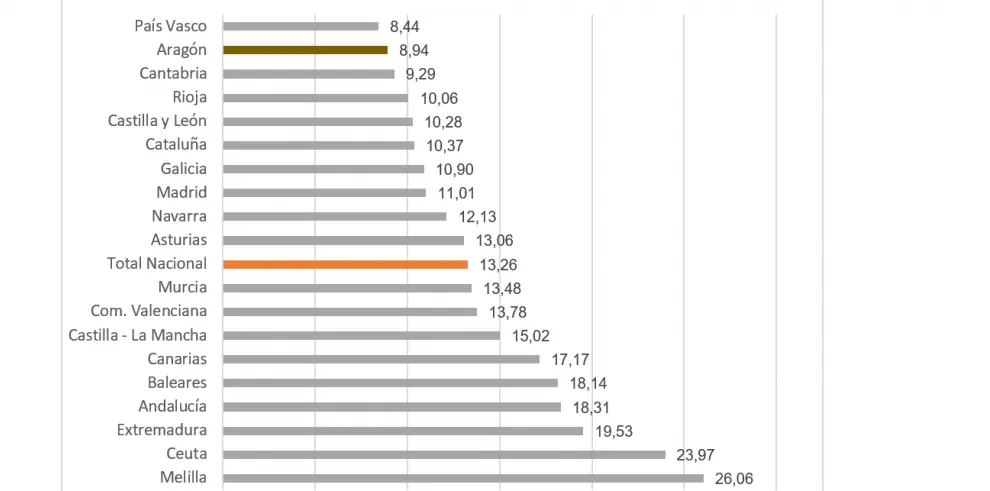 País Vasco 8,44
Aragón 8,94
Cantabria 9,29
Rioja 10,06
Castilla y León 10,28
Cataluña 10,37
Galicia 10,90
Madrid 11,01
Navarra 12,13
Asturias 13,06
Total Nacional 13,26
Murcia 13,48
Com. Valenciana 13,78
Castilla - La Mancha 15,02
Canarias 17,17
Baleares 18,14
Andalucía 18,31
Extremadura 19,53
Ceuta 23,97
Melilla 26,06